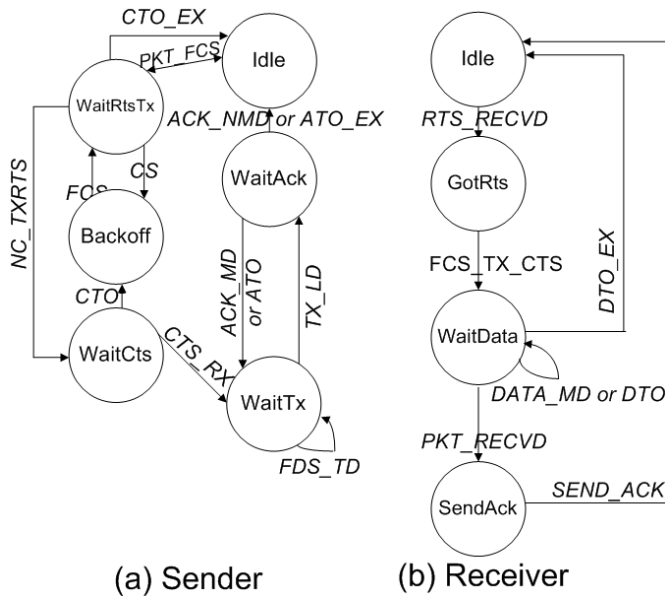 CTO_EX
PKT_FCS
Idle
WaitRtsTx
ACK_NMD or ATO_EX
WaitAck
CS
FCS
NC_TXRTS
Backoff
ACK_MD
or ATO
TX_LD
CTO
WaitCts
CTS_RX
WaitTx
FDS_TD
(a) Sender
Idle
RTS_RECVD
GotRts
FCS_TX_CTS
DTO_EX
WaitData
DATA_MD or DTO
PKT_RECVD
SendAck
SEND_ACK
(b) Receiver